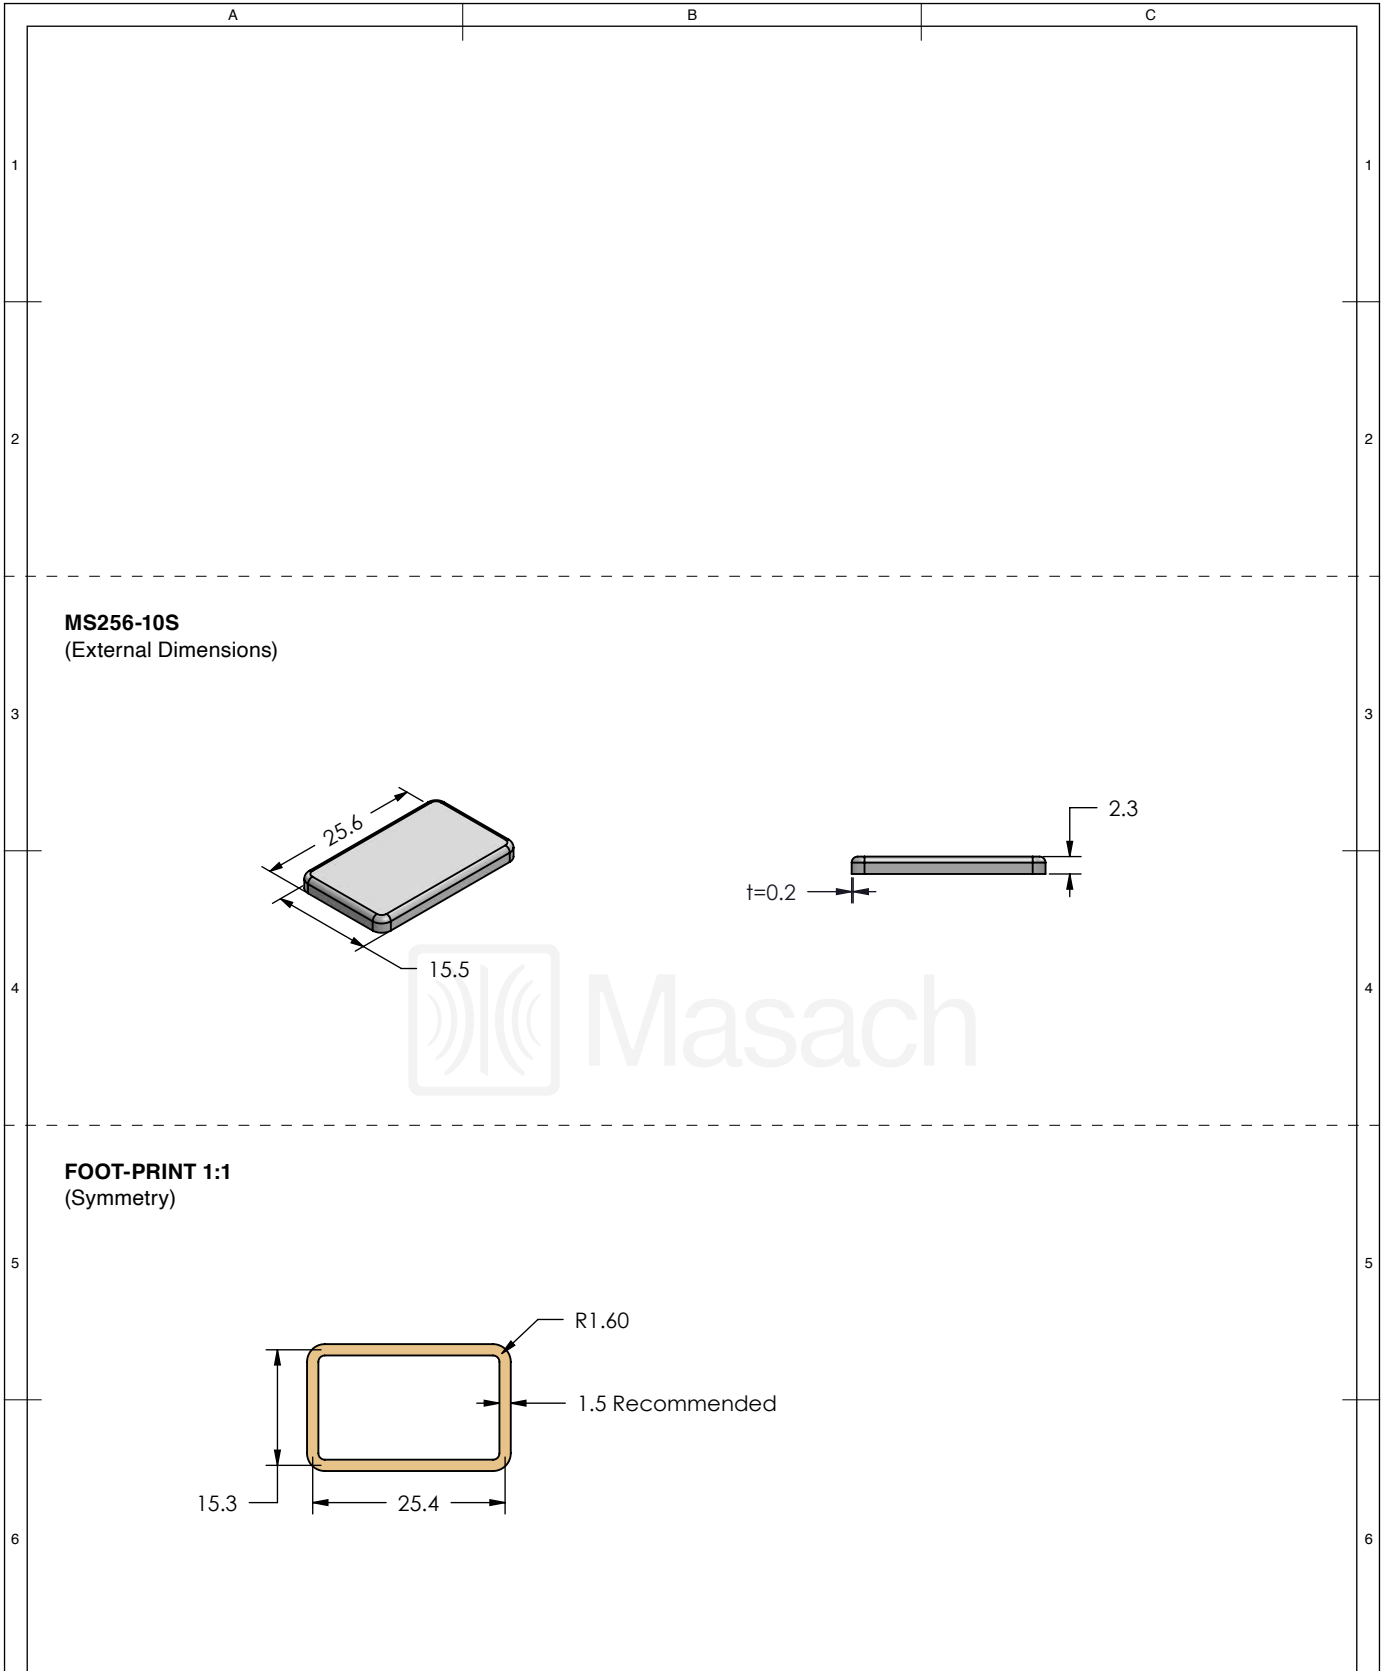 A B C
1 1
2 2
MS256-10S
(External Dimensions)
3 3
25.6
2.3
t=0.2
15.5
Masach
4 4
FOOT-PRINT 1:1
(Symmetry)
5 5
R1.60
1.5 Recommended
15.3
25.4
6 6